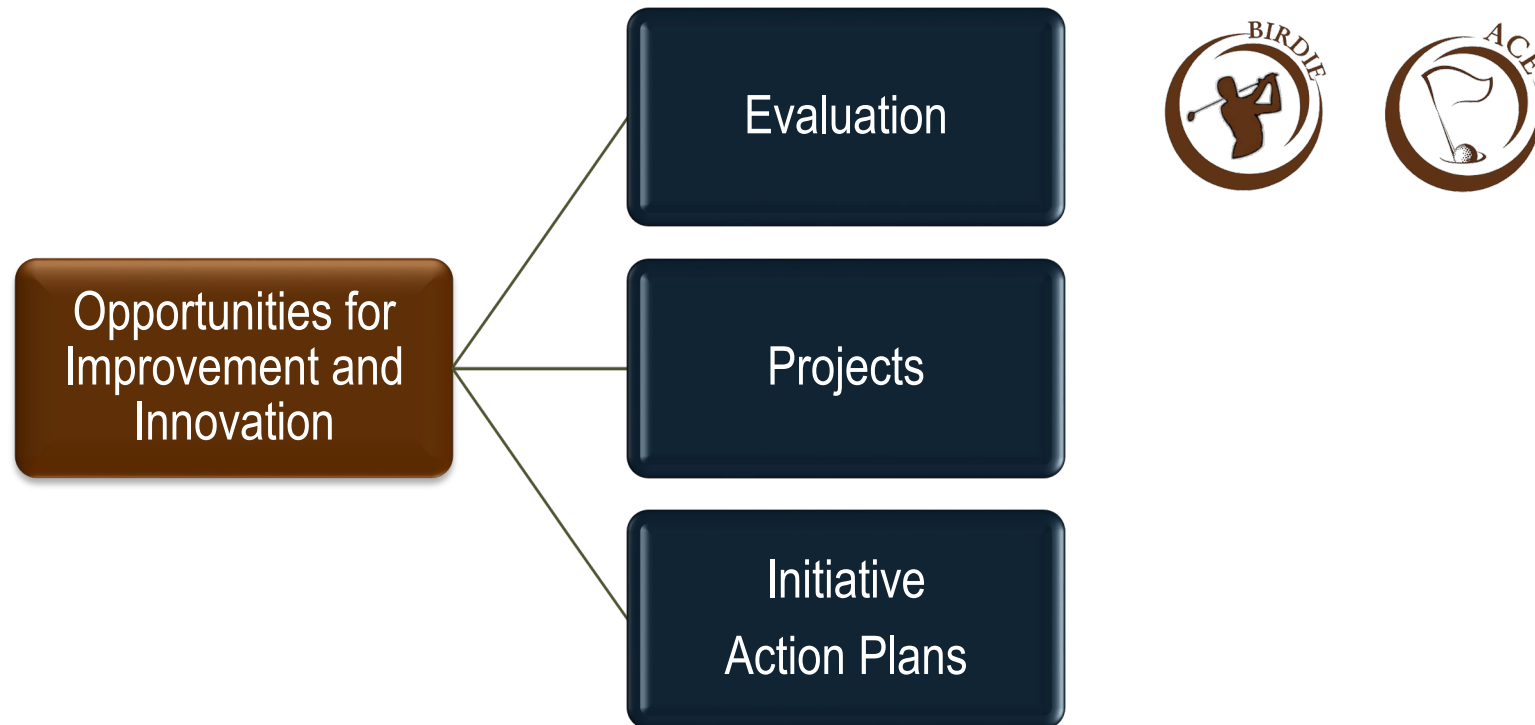 Opportunities for
Improvement and
Innovation
Evaluation
Projects
Initiative
Action Plans
BIRDIE